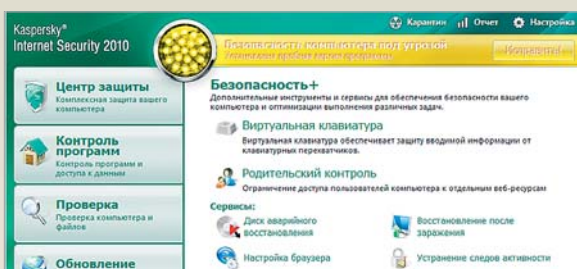 Kaspersky®
Internet Security 2010
Карантин Отчет Настройка
Безопасность компьютера под угрозой
Исправить!
Центр защиты
Комплексная защита вашего
компьютера
Контроль
программ
Контроль программ и
доступа к данным
Проверка
Проверка компьютера и
файлов
Обновление
Безопасность+
Дополнительные инструменты и сервисы для обеспечения безопасности вашего
компьютера и оптимизации выполнения различных задач.
Виртуальная клавиатура
Виртуальная клавиатура обеспечивает защиту вводимой информации от
клавиатурных перехватчиков.
Родительский контроль
Ограничение доступа пользователей компьютера к отдельным веб-ресурсам
Сервисы:
Диск аварийного
восстановления
Восстановление после
заражения
Настройка браузера
Устранение следов активности